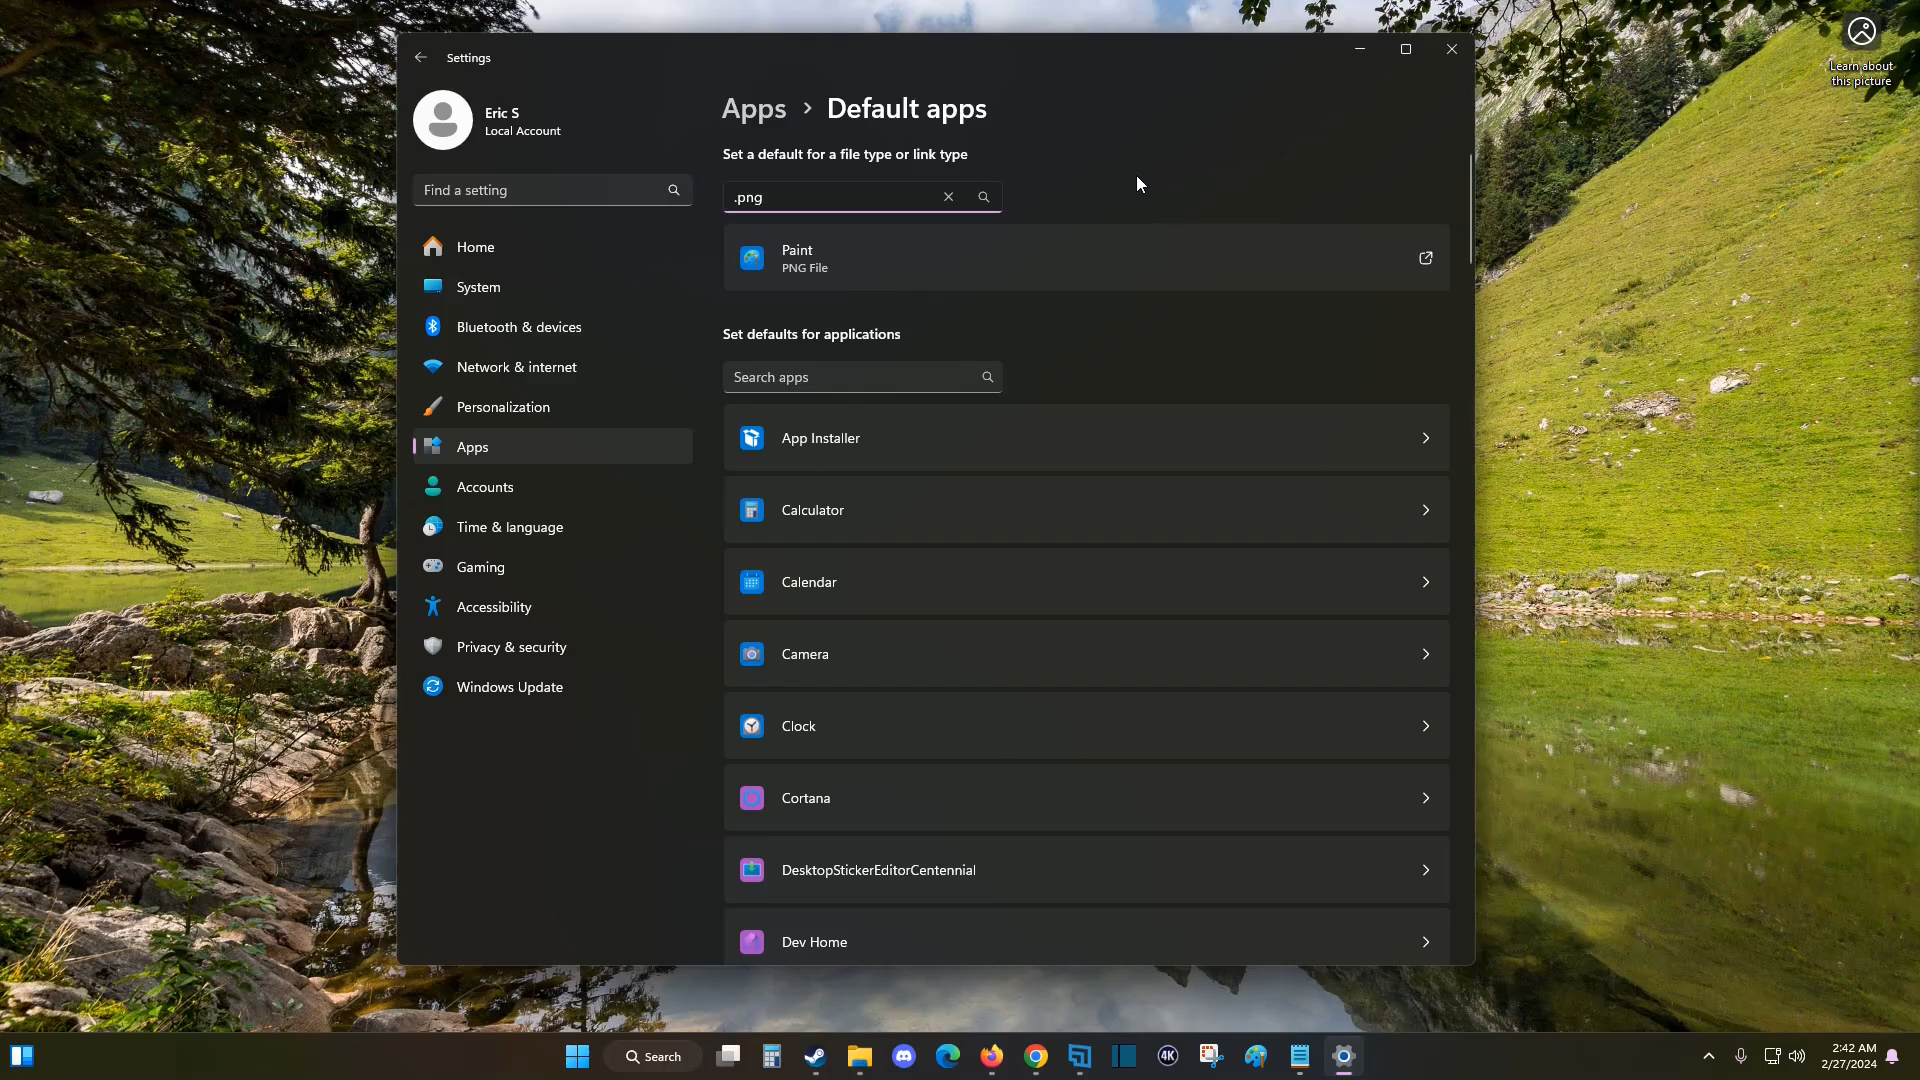 Settings
Learn about
this picture
Eric S
Local Account
Find a setting
Home
System
Bluetooth & devices
Network & internet
Personalization
Apps
Accounts
Time & language
Gaming
Accessibility
Privacy & security
Windows Update
Apps > Default apps
Set a default for a file type or link type
.png
Paint
PNG File
Set defaults for applications
Search apps
App Installer
Calculator
Calendar
Camera
Clock
Cortana
DesktopStickerEditorCentennial
Dev Home
Search
4K
2:42 AM
2/27/2024